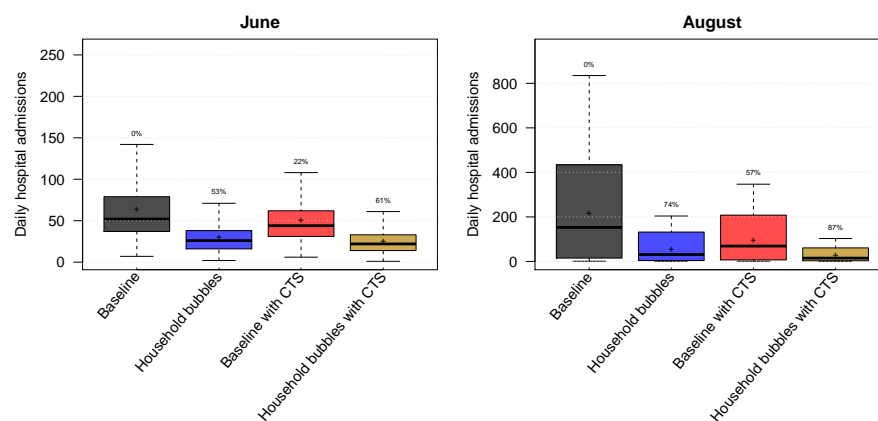 June
Daily hospital admissions
250
200
150
100
50
0
0%
53%
22%
61%
Baseline
Household bubbles
Baseline with CTS
Household bubbles with CTS
August
Daily hospital admissions
800
600
400
200
0
0%
74%
57%
87%
Baseline
Household bubbles
Baseline with CTS
Household bubbles with CTS